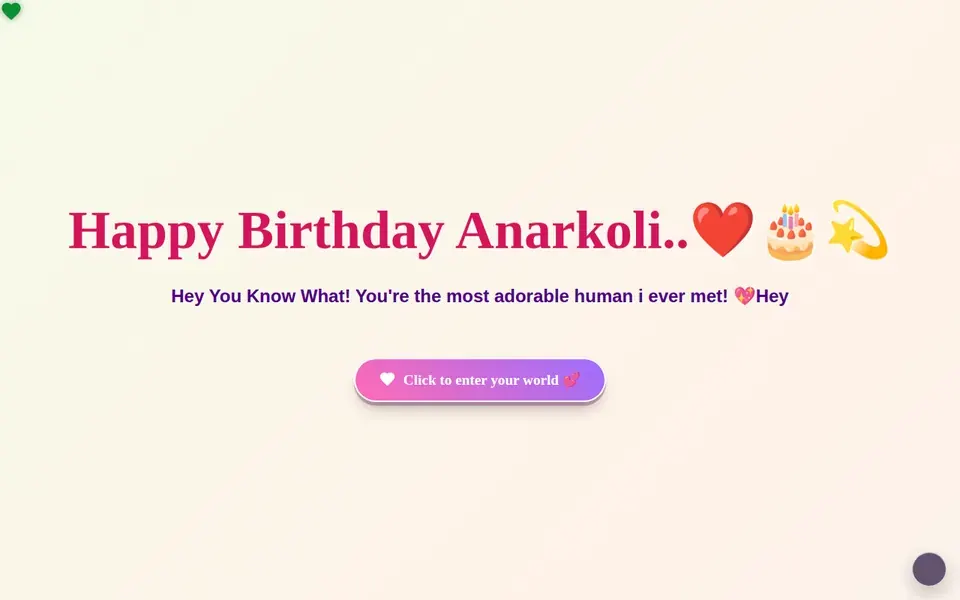 Happy Birthday Anarkoli..❤️🎂💫
Hey You Know What! You're the most adorable human i ever met! 💖Hey
Click to enter your world 💕